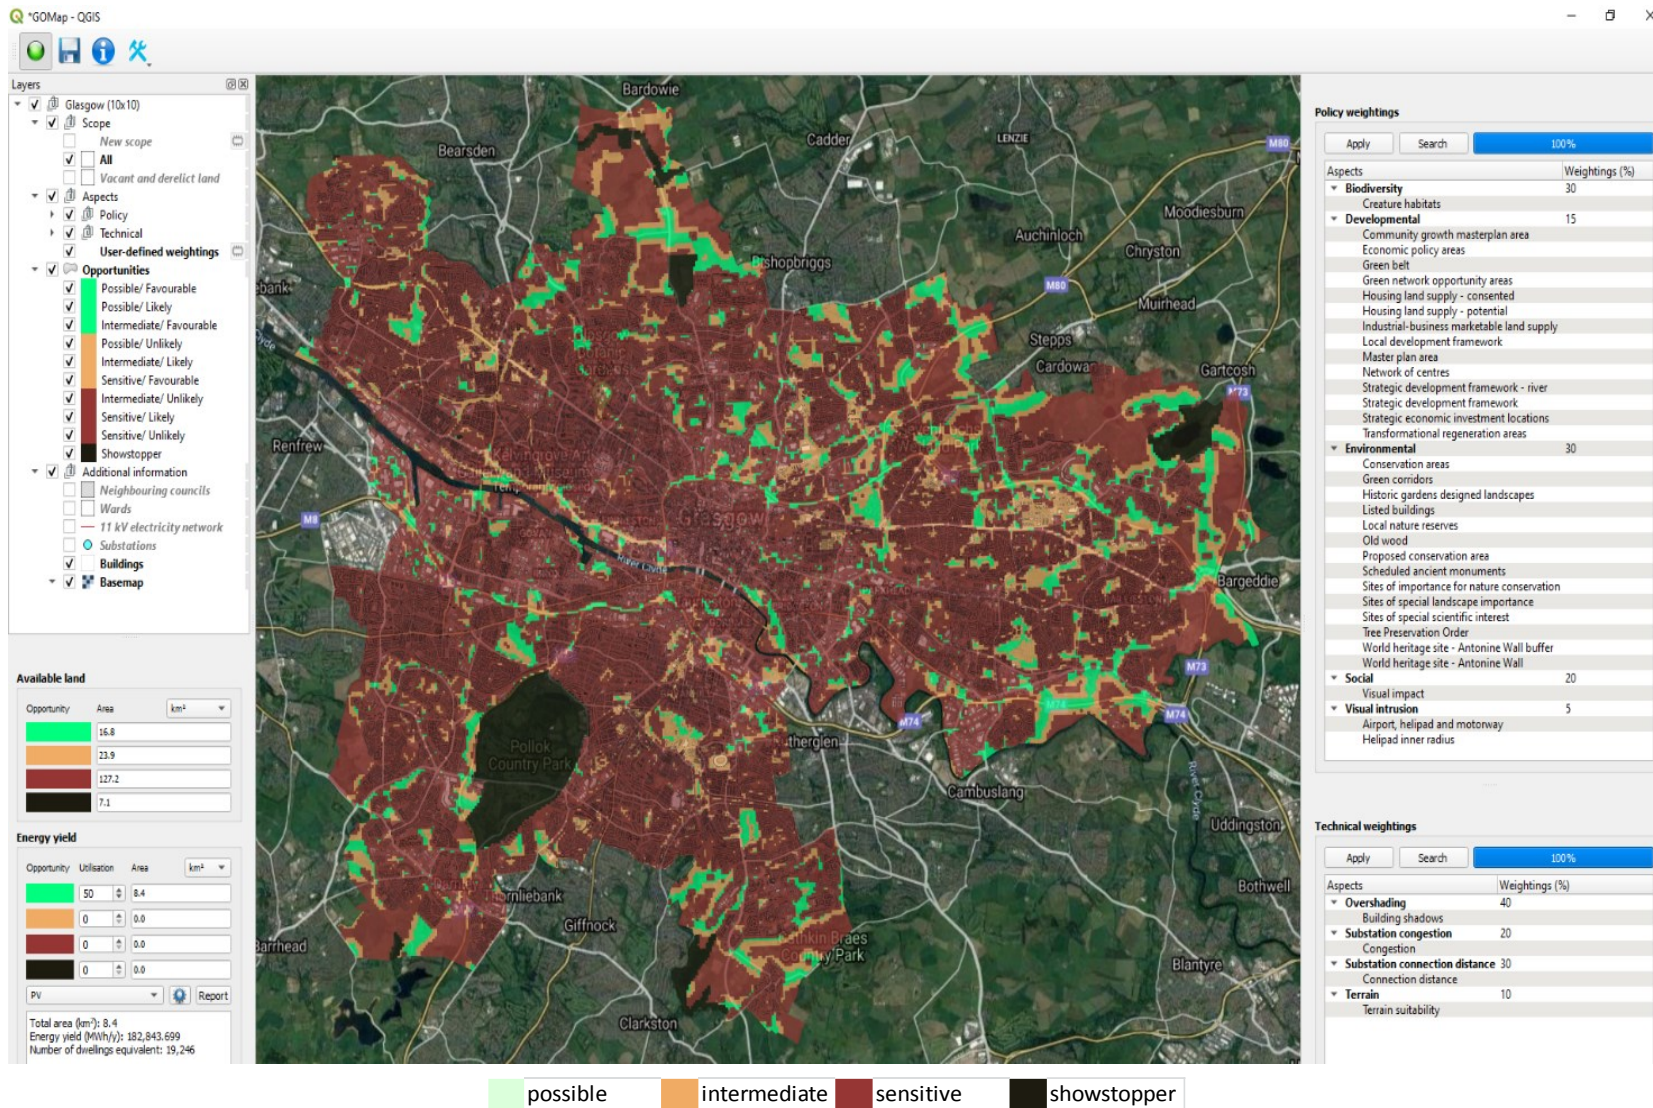 *GOMap - QGIS
Layers
Glasgow (10x10)
Scope
New scope
All
Vacant and derelict land
Aspects
Policy
Technical
User-defined weightings
Opportunities
Possible/ Favourable
Possible/ Likely
Intermediate/ Favourable
Possible/ Unlikely
Intermediate/ Likely
Sensitive/ Favourable
Intermediate/ Unlikely
Sensitive/ Likely
Sensitive/ Unlikely
Showstopper
Additional information
Neighbouring councils
Wards
11 kV electricity network
Substations
Buildings
Basemap
Available land
Opportunity Area km²
16.8
23.9
127.2
7.1
Energy yield
Opportunity Utilisation Area km²
50 8.4
0 0.0
0 0.0
0 0.0
PV Report
Total area (km²): 8.4
Energy yield (MWh/y): 182,843.699
Number of dwellings equivalent: 19,246
Bardowie
Cadder
LENZIE
M80
Bearsden
Moodiesburn
Auchinloch
Chryston
Bishopbriggs
M80
Muirhead
Stepps
Cardowan
Gartcosh
M73
Renfrew
Kelvingrove Art
M8
Glasgow
River Clyde
Bargeddie
M73
M74
M74
M74
Pollok
Country Park
therglen
Cambuslang
River Clyde
Uddingston
Bothwell
hornliebank
Giffnock
Barrhead
Cathkin Braes
Country Park
Blantyre
Clarkston
Policy weightings
Apply Search 100%
Aspects Weightings (%)
Biodiversity 30
Creature habitats
Developmental 15
Community growth masterplan area
Economic policy areas
Green belt
Green network opportunity areas
Housing land supply - consented
Housing land supply - potential
Industrial-business marketable land supply
Local development framework
Master plan area
Network of centres
Strategic development framework - river
Strategic development framework
Strategic economic investment locations
Transformational regeneration areas
Environmental 30
Conservation areas
Green corridors
Historic gardens designed landscapes
Listed buildings
Local nature reserves
Old wood
Proposed conservation area
Scheduled ancient monuments
Sites of importance for nature conservation
Sites of special landscape importance
Sites of special scientific interest
Tree Preservation Order
World heritage site - Antonine Wall buffer
World heritage site - Antonine Wall
Social 20
Visual impact
Visual intrusion 5
Airport, helipad and motorway
Helipad inner radius
Technical weightings
Apply Search 100%
Aspects Weightings (%)
Overshading 40
Building shadows
Substation congestion 20
Congestion
Substation connection distance 30
Connection distance
Terrain 10
Terrain suitability
possible intermediate sensitive showstopper